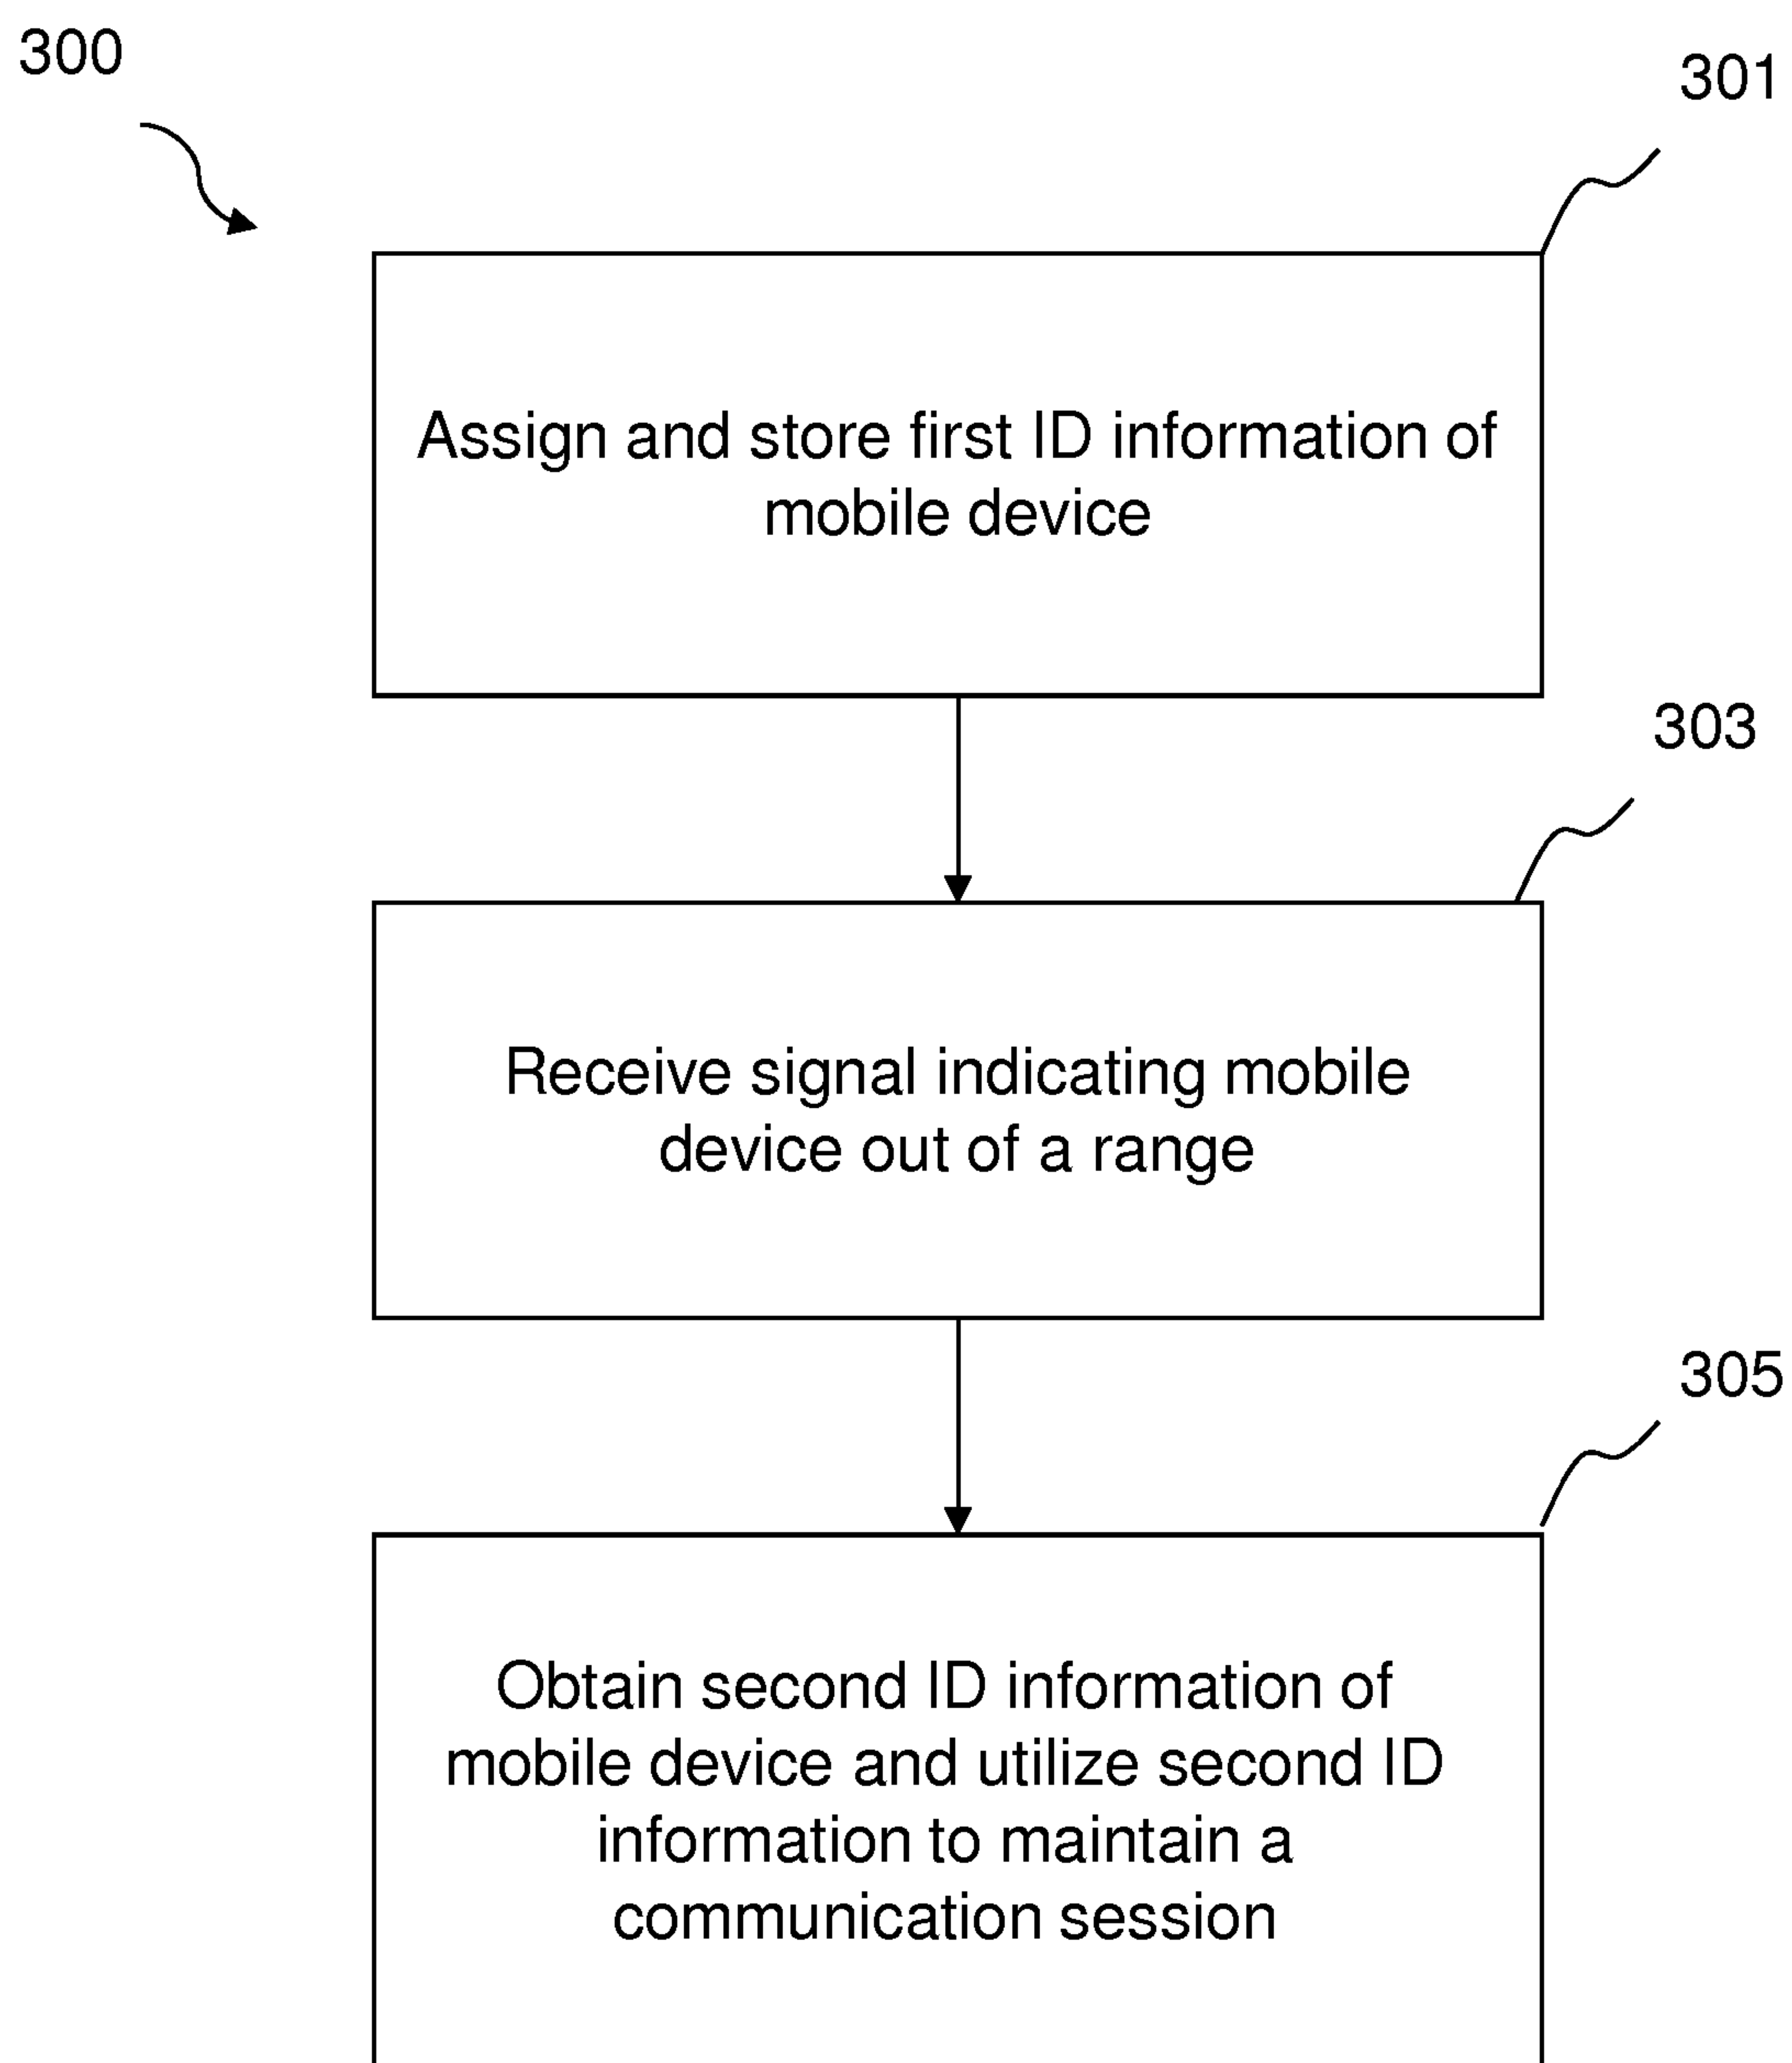 300
301
Assign and store first ID information of
mobile device
303
Receive signal indicating mobile
device out of a range
305
Obtain second ID information of
mobile device and utilize second ID
information to maintain a
communication session